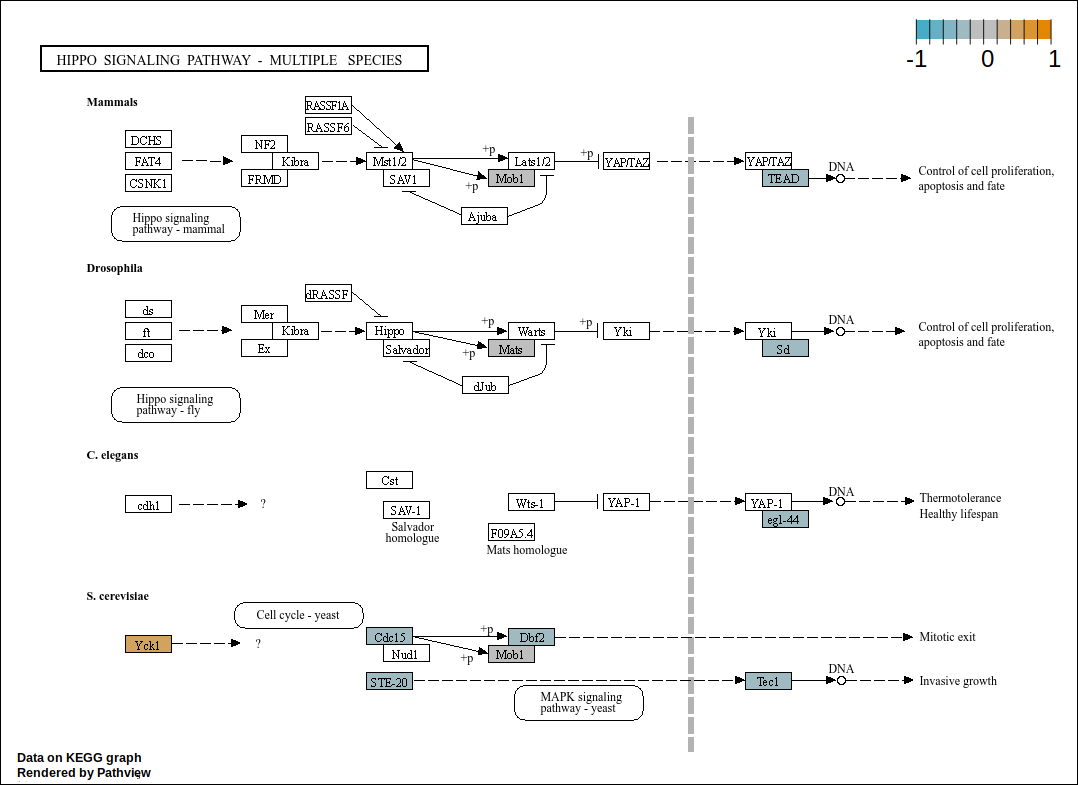 HIPPO SIGNALING PATHWAY - MULTIPLE SPECIES
-1 0 1
Mammals
RASSF1A
RASSF6
DCHS
FAT4
CSNK1
NF2
Kibra
FRMD
Mst1/2
SAV1
+p
+p
Lats1/2
Mob1
Ajuba
+p
YAP/TAZ
YAP/TAZ
TEAD
DNA
Control of cell proliferation,
apoptosis and fate
Hippo signaling
pathway - mammal
Drosophila
dRASSF
ds
ft
dco
Mer
Kibra
Ex
Hippo
Salvador
+p
+p
Warts
Mats
dJub
+p
Yki
Yki
Sd
DNA
Control of cell proliferation,
apoptosis and fate
Hippo signaling
pathway - fly
C. elegans
cdh1
?
Cst
SAV-1
Salvador
homologue
Wts-1
F09A5.4
Mats homologue
YAP-1
YAP-1
egl-44
DNA
Thermotolerance
Healthy lifespan
S. cerevisiae
Cell cycle - yeast
Yck1
?
Cdc15
Nud1
+p
+p
Dbf2
Mob1
Mitotic exit
STE-20
MAPK signaling
pathway - yeast
Tec1
DNA
Invasive growth
Data on KEGG graph
Rendered by Pathview